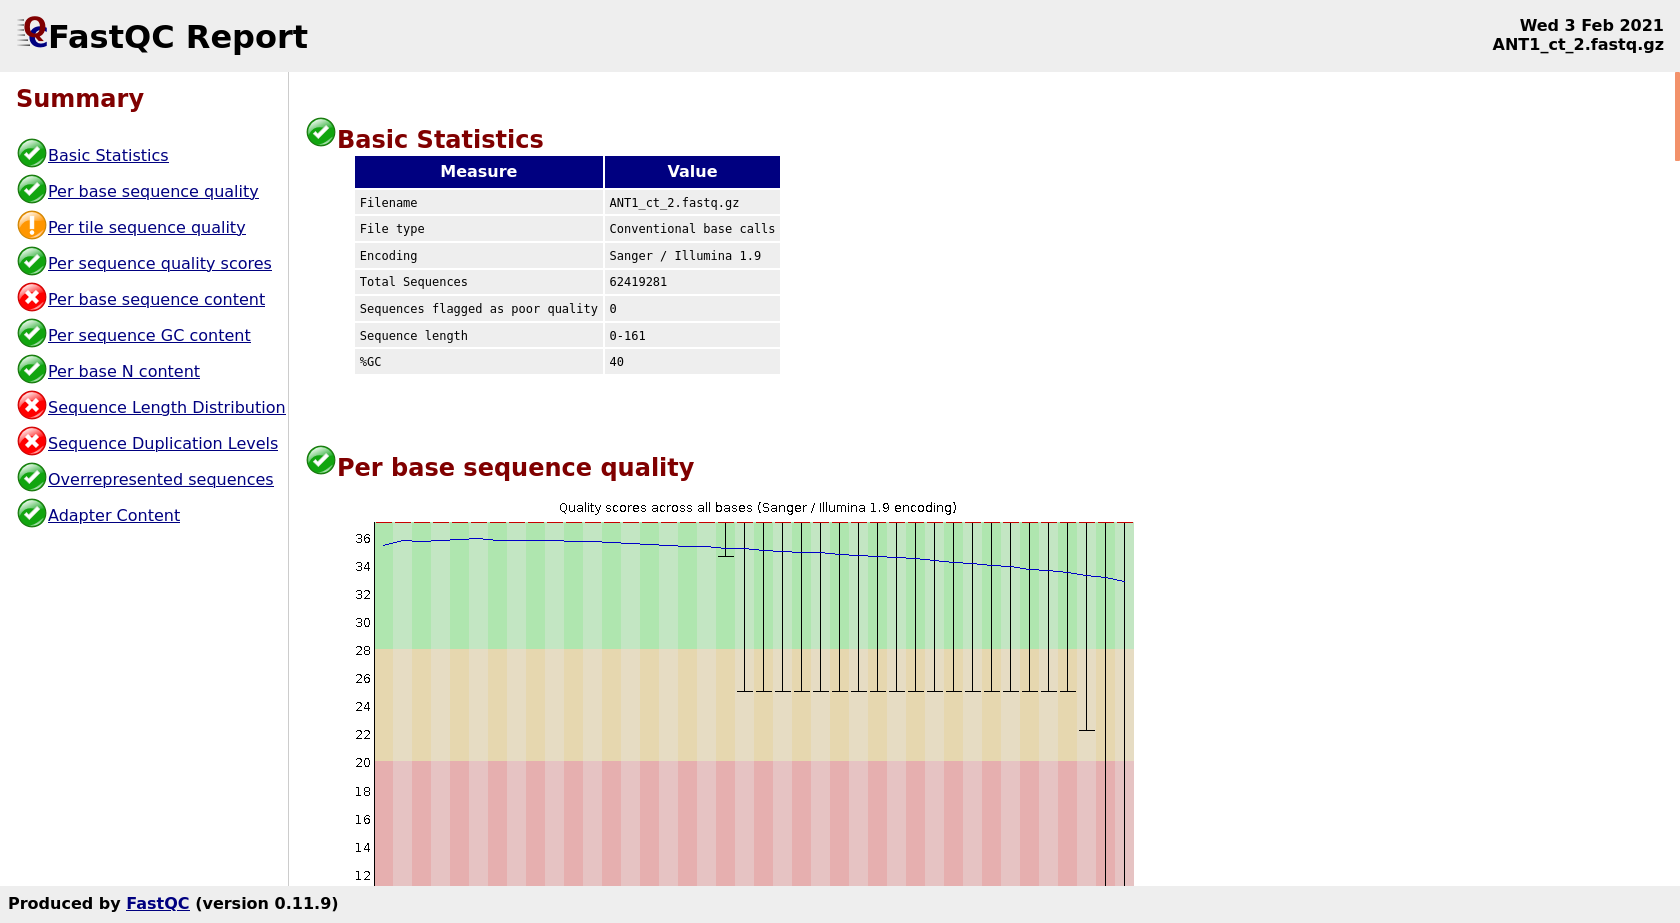 FastQC Report
Wed 3 Feb 2021
ANT1_ct_2.fastq.gz
Summary
Basic Statistics
Per base sequence quality
Per tile sequence quality
Per sequence quality scores
Per base sequence content
Per sequence GC content
Per base N content
Sequence Length Distribution
Sequence Duplication Levels
Overrepresented sequences
Adapter Content
Basic Statistics
Measure Value
Filename ANT1_ct_2.fastq.gz
File type Conventional base calls
Encoding Sanger / Illumina 1.9
Total Sequences 62419281
Sequences flagged as poor quality 0
Sequence length 0-161
%GC 40
Per base sequence quality
Quality scores across all bases (Sanger / Illumina 1.9 encoding)
36
34
32
30
28
26
24
22
20
18
16
14
12
Produced by FastQC (version 0.11.9)